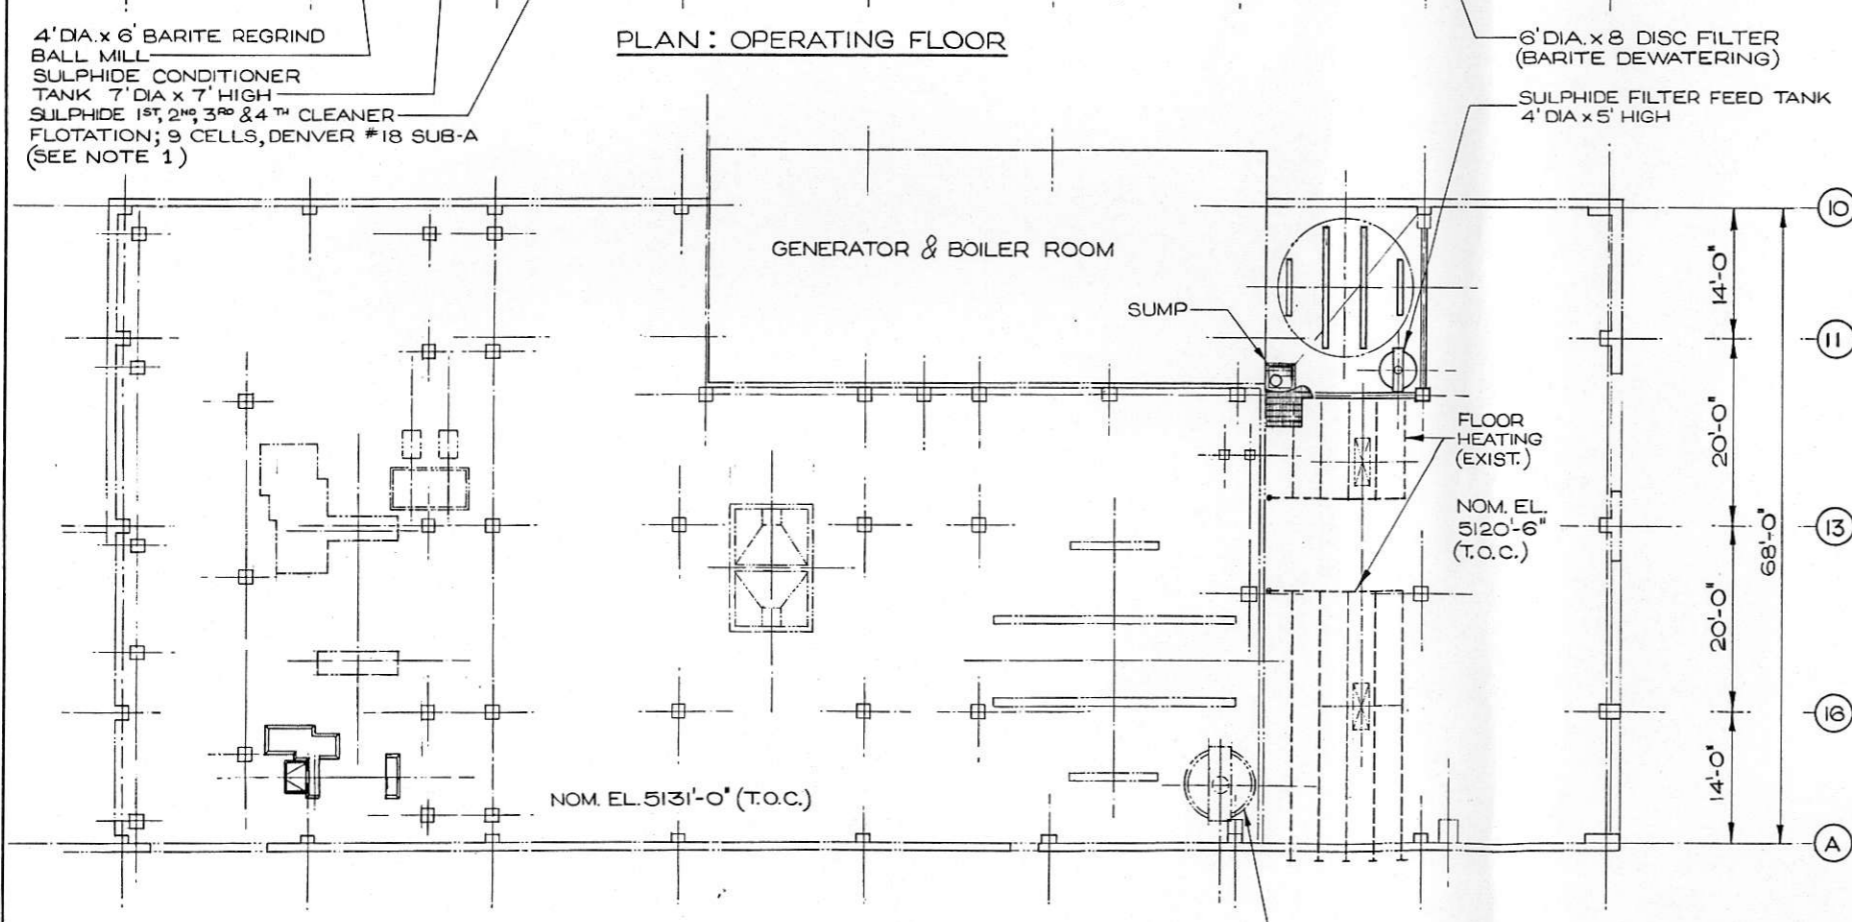 4' DIA. x 6' BARITE REGRIND
BALL MILL
SULPHIDE CONDITIONER
TANK 7' DIA x 7' HIGH
SULPHIDE 1ST, 2ND, 3RD & 4TH CLEANER
FLOTATION; 9 CELLS, DENVER #18 SUB-A
(SEE NOTE 1)
PLAN: OPERATING FLOOR
6' DIA. x 8 DISC FILTER
(BARITE DEWATERING)
SULPHIDE FILTER FEED TANK
4' DIA x 5' HIGH
GENERATOR & BOILER ROOM
SUMP
FLOOR
HEATING
(EXIST.)
NOM. EL.
5120'-6"
(T.O.C.)
NOM. EL. 5131'-0" (T.O.C.)
14'-0"
20'-0"
20'-0"
14'-0"
68'-0"
10
11
13
16
A